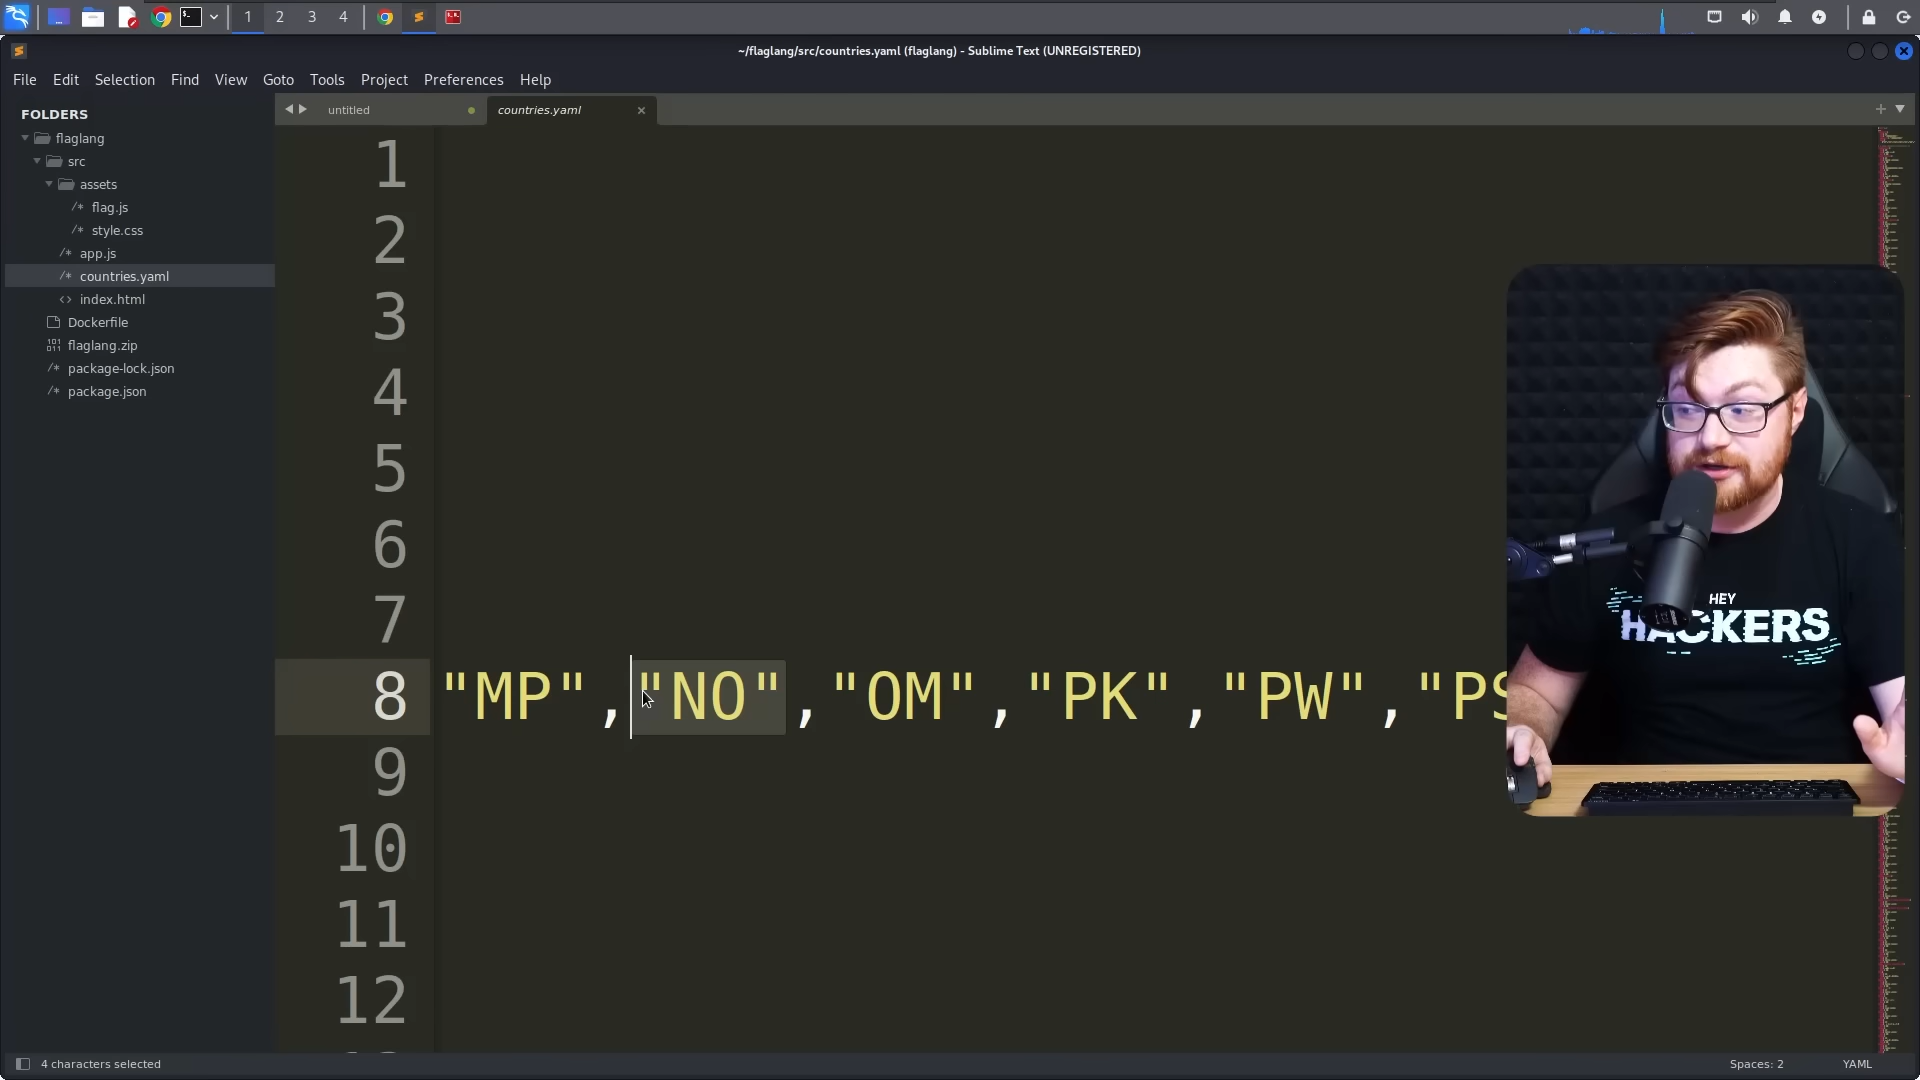 1 2 3 4
~/flaglang/src/countries.yaml (flaglang) - Sublime Text (UNREGISTERED)
File Edit Selection Find View Goto Tools Project Preferences Help
FOLDERS
flaglang
src
assets
/* flag.js
/* style.css
/* app.js
/* countries.yaml
<> index.html
Dockerfile
flaglang.zip
/* package-lock.json
/* package.json
untitled countries.yaml
1
2
3
4
5
6
7
8 "MP","NO","OM","PK","PW","PS
9
10
11
12
HEY
HACKERS
4 characters selected Spaces: 2 YAML